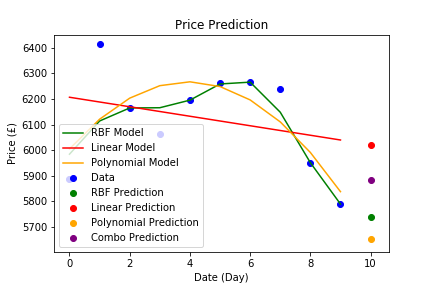 Price Prediction
6400
6300
6200
6100
6000
5900
5800
5700
Price (£)
RBF Model
Linear Model
Polynomial Model
Data
RBF Prediction
Linear Prediction
Polynomial Prediction
Combo Prediction
0 2 4 6 8 10
Date (Day)